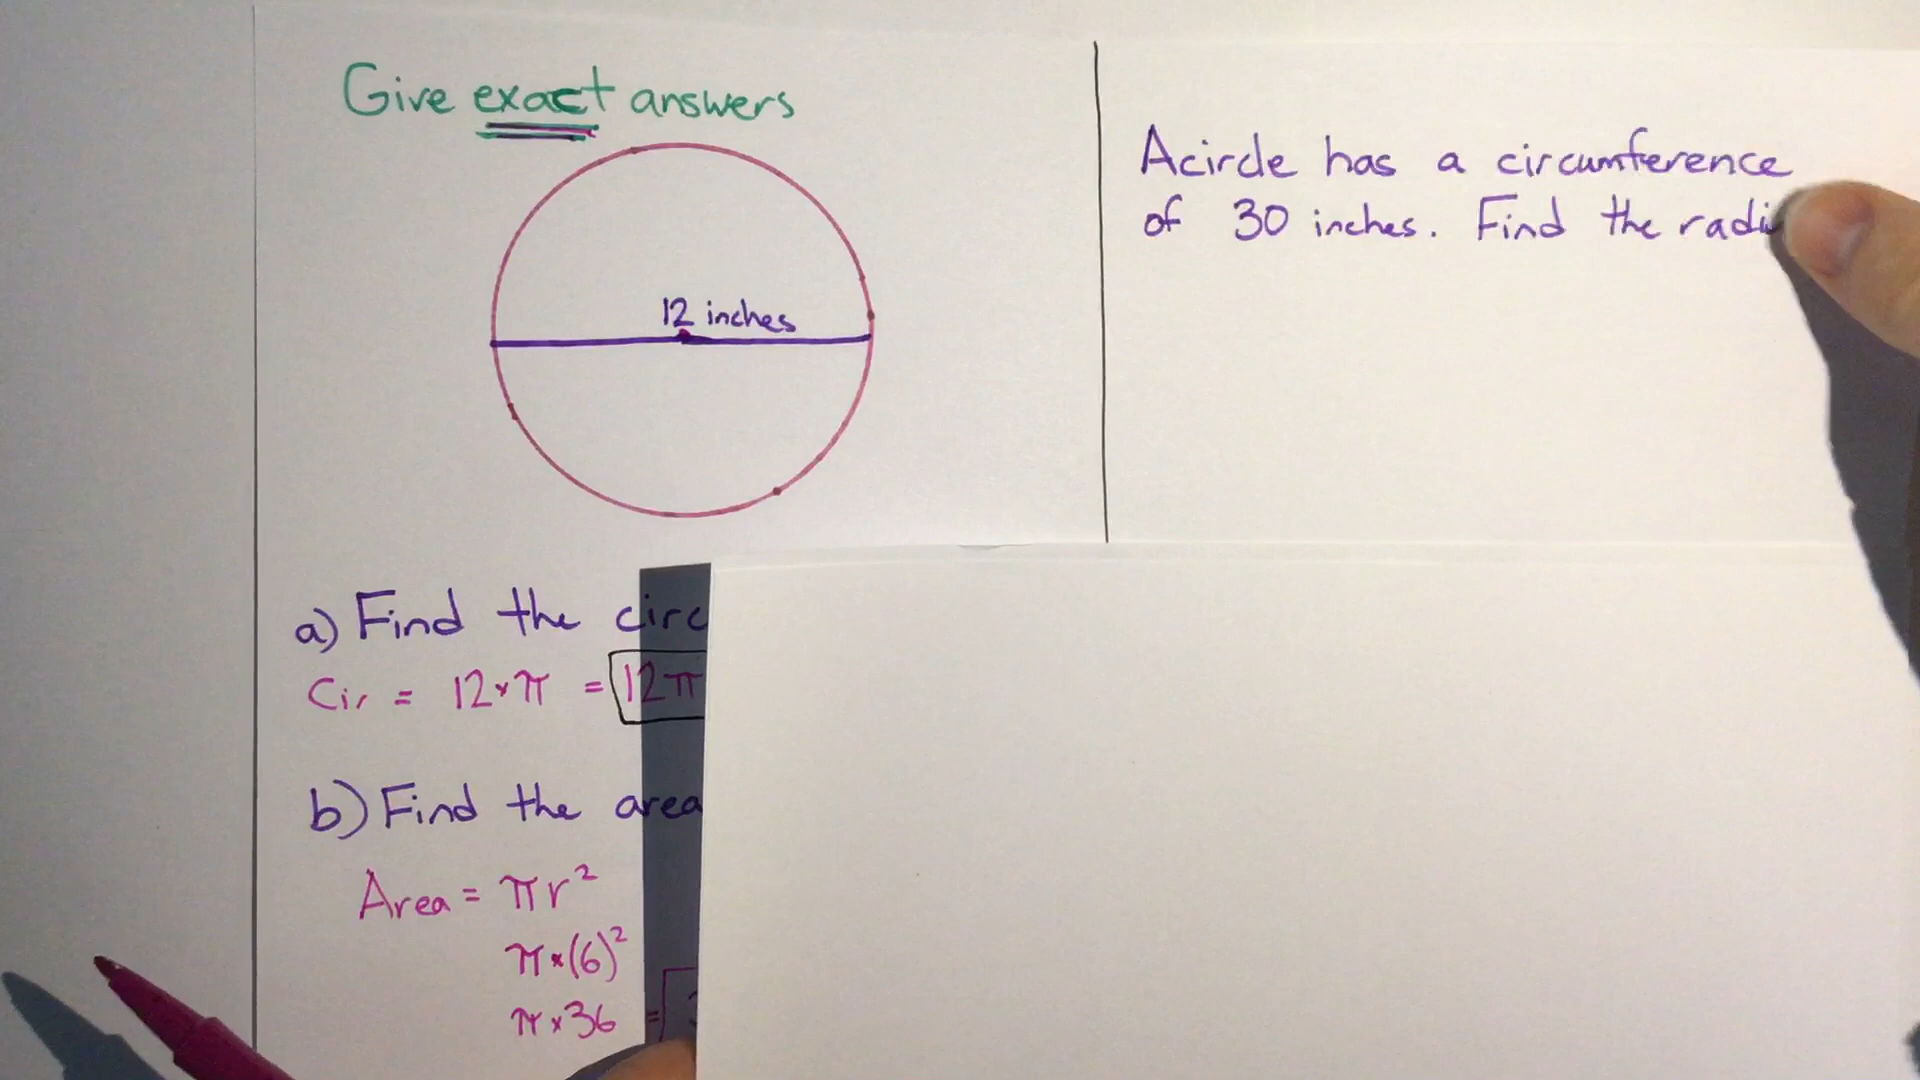 Give exact answers
12 inches
a) Find the circ
Cir = 12×π = 12π
b) Find the area
Area = πr²
π×(6)²
π×36 =
A circle has a circumference
of 30 inches. Find the radi